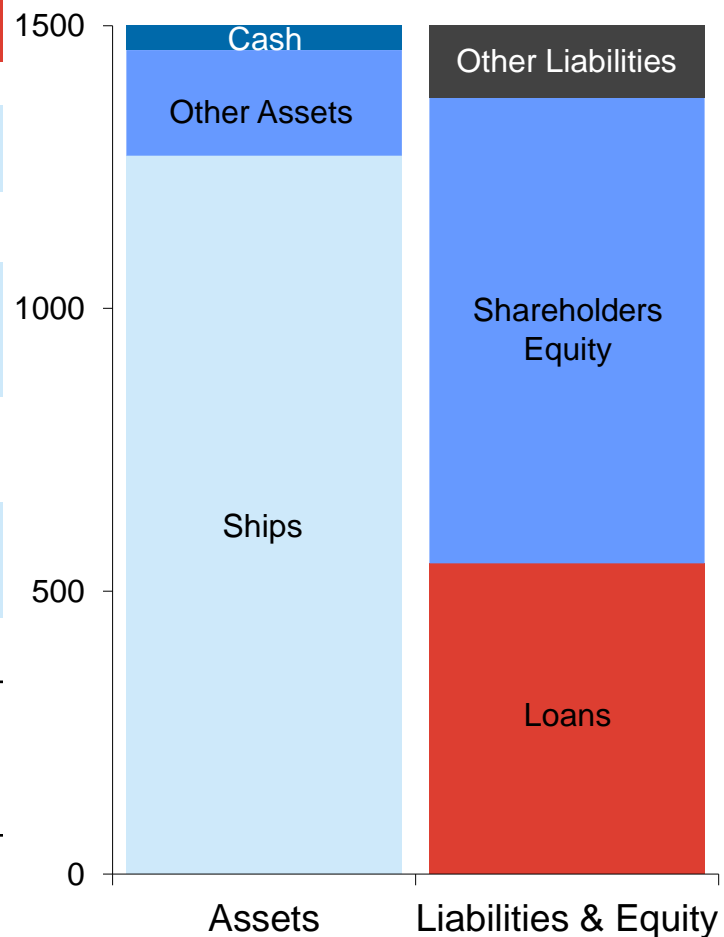 1500
1000
500
0
Cash
Other Assets
Ships
Other Liabilities
Shareholders
Equity
Loans
Assets
Liabilities & Equity